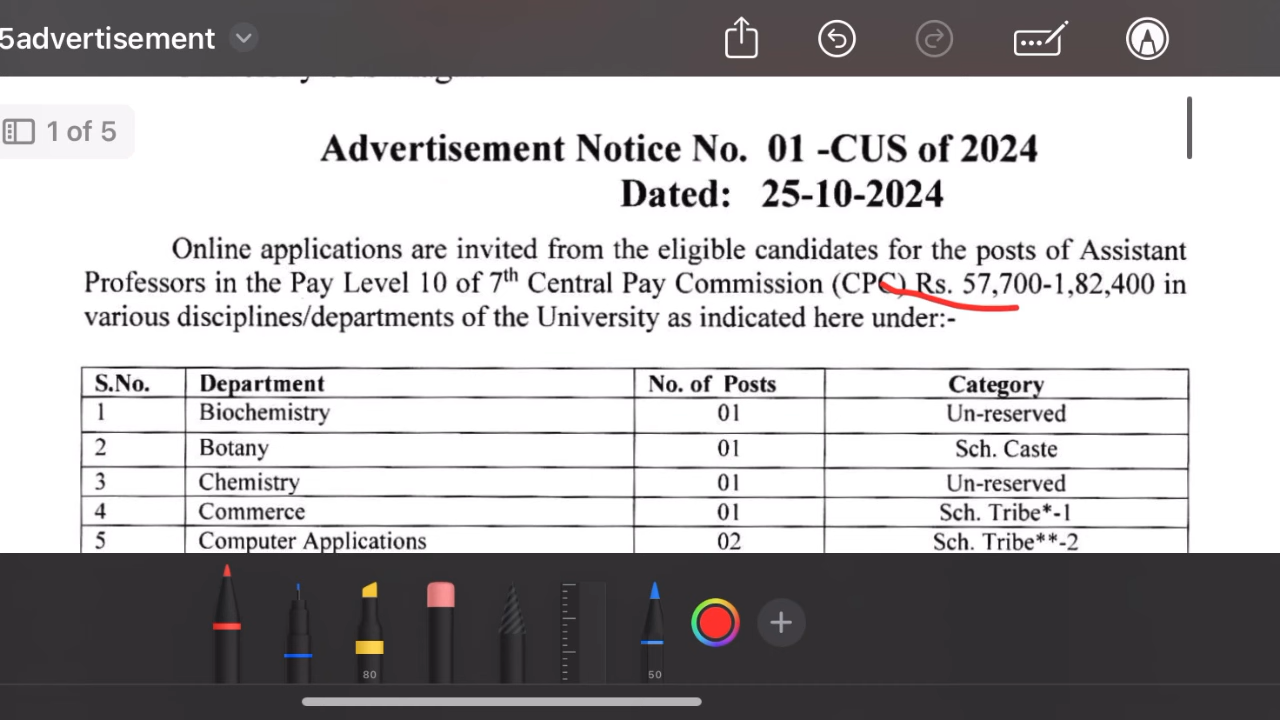 5advertisement
1 of 5
Advertisement Notice No. 01 -CUS of 2024
Dated: 25-10-2024
Online applications are invited from the eligible candidates for the posts of Assistant
Professors in the Pay Level 10 of 7th Central Pay Commission (CPC) Rs. 57,700-1,82,400 in
various disciplines/departments of the University as indicated here under:-
S.No. Department No. of Posts Category
1 Biochemistry 01 Un-reserved
2 Botany 01 Sch. Caste
3 Chemistry 01 Un-reserved
4 Commerce 01 Sch. Tribe*-1
5 Computer Applications 02 Sch. Tribe**-2
80
50